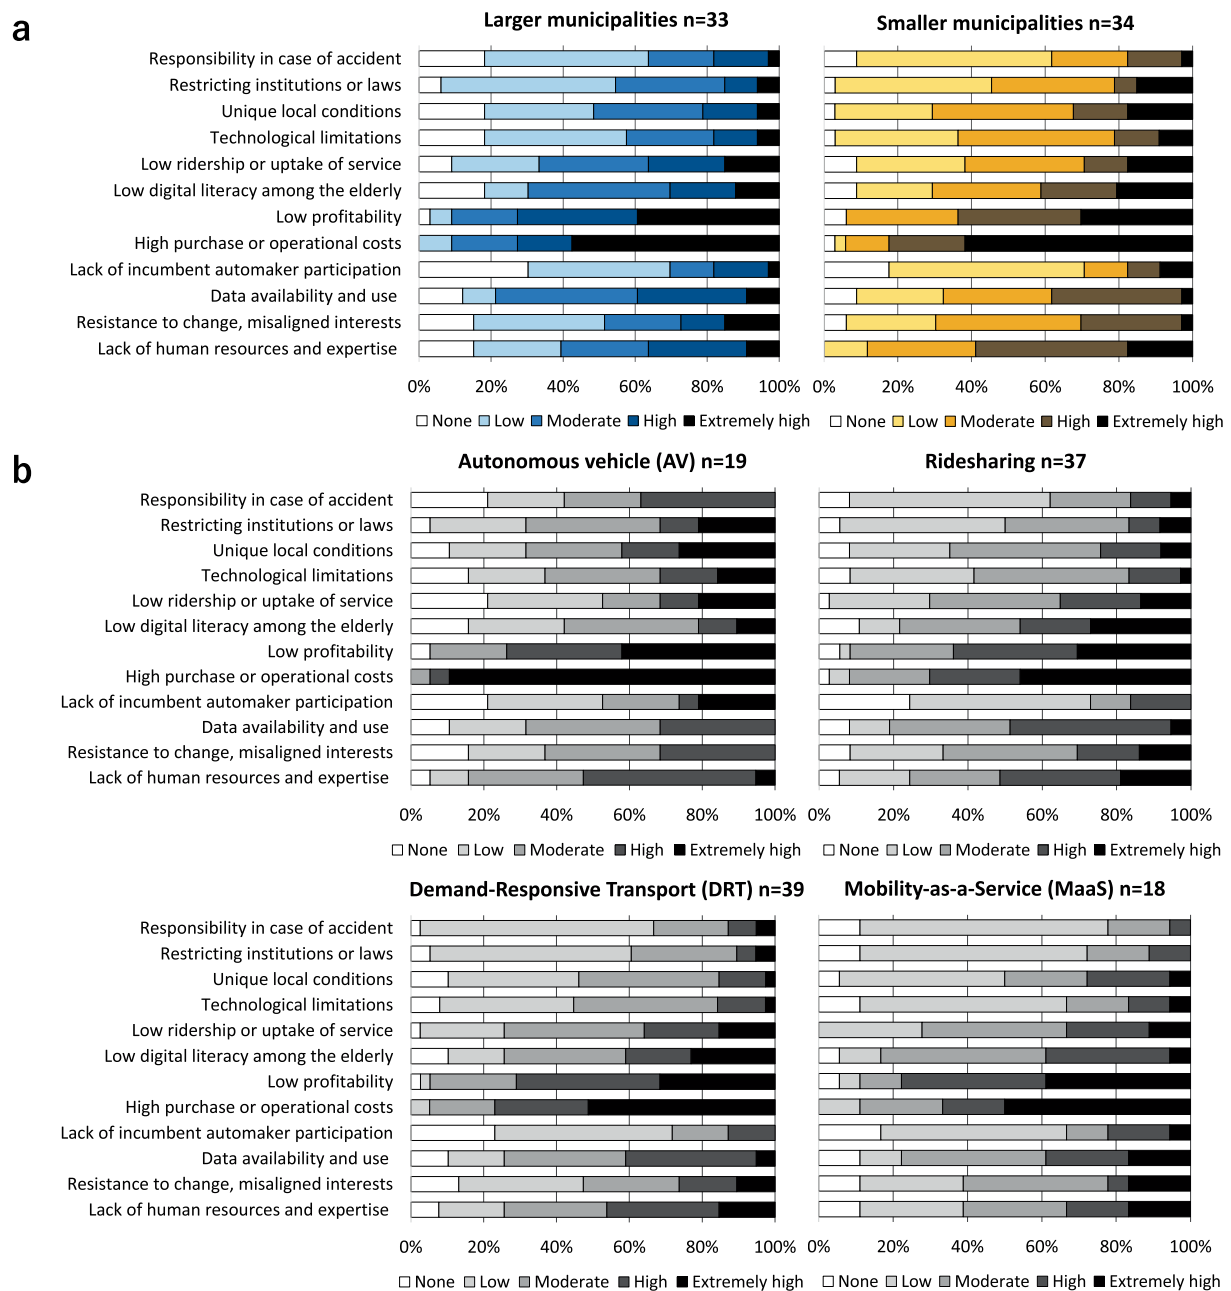 a
Larger municipalities n=33
Smaller municipalities n=34
Responsibility in case of accident
Restricting institutions or laws
Unique local conditions
Technological limitations
Low ridership or uptake of service
Low digital literacy among the elderly
Low profitability
High purchase or operational costs
Lack of incumbent automaker participation
Data availability and use
Resistance to change, misaligned interests
Lack of human resources and expertise
0% 20% 40% 60% 80% 100%
0% 20% 40% 60% 80% 100%
None Low Moderate High Extremely high
None Low Moderate High Extremely high
b
Autonomous vehicle (AV) n=19
Ridesharing n=37
Responsibility in case of accident
Restricting institutions or laws
Unique local conditions
Technological limitations
Low ridership or uptake of service
Low digital literacy among the elderly
Low profitability
High purchase or operational costs
Lack of incumbent automaker participation
Data availability and use
Resistance to change, misaligned interests
Lack of human resources and expertise
0% 20% 40% 60% 80% 100%
0% 20% 40% 60% 80% 100%
None Low Moderate High Extremely high
None Low Moderate High Extremely high
Demand-Responsive Transport (DRT) n=39
Mobility-as-a-Service (MaaS) n=18
Responsibility in case of accident
Restricting institutions or laws
Unique local conditions
Technological limitations
Low ridership or uptake of service
Low digital literacy among the elderly
Low profitability
High purchase or operational costs
Lack of incumbent automaker participation
Data availability and use
Resistance to change, misaligned interests
Lack of human resources and expertise
0% 20% 40% 60% 80% 100%
0% 20% 40% 60% 80% 100%
None Low Moderate High Extremely high
None Low Moderate High Extremely high